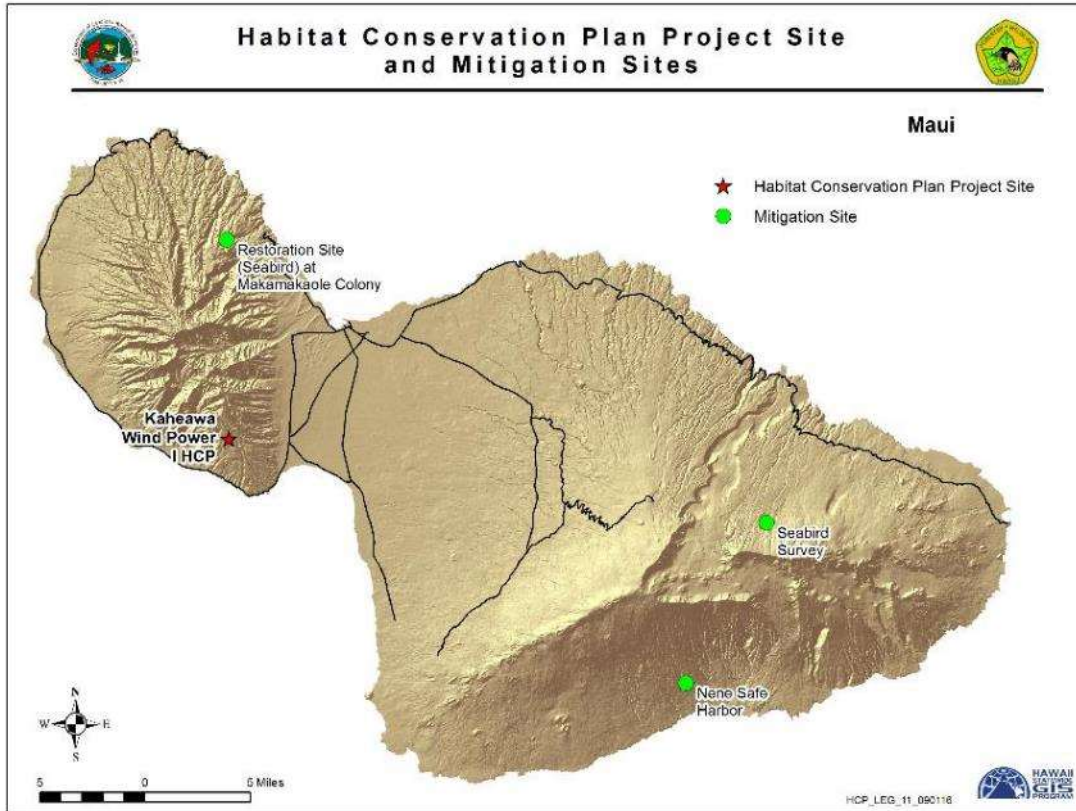 Habitat Conservation Plan Project Site
and Mitigation Sites
Maui
Habitat Conservation Plan Project Site
Mitigation Site
Restoration Site
(Seabird) at
Makamakaole Colony
Kaheawa
Wind Power
I HCP
Seabird
Survey
Nene Safe
Harbor
N
W E
S
5 0 5 Miles
HCP_LEG_11_090116
HAWAII
STATEWIDE
GIS
PROGRAM